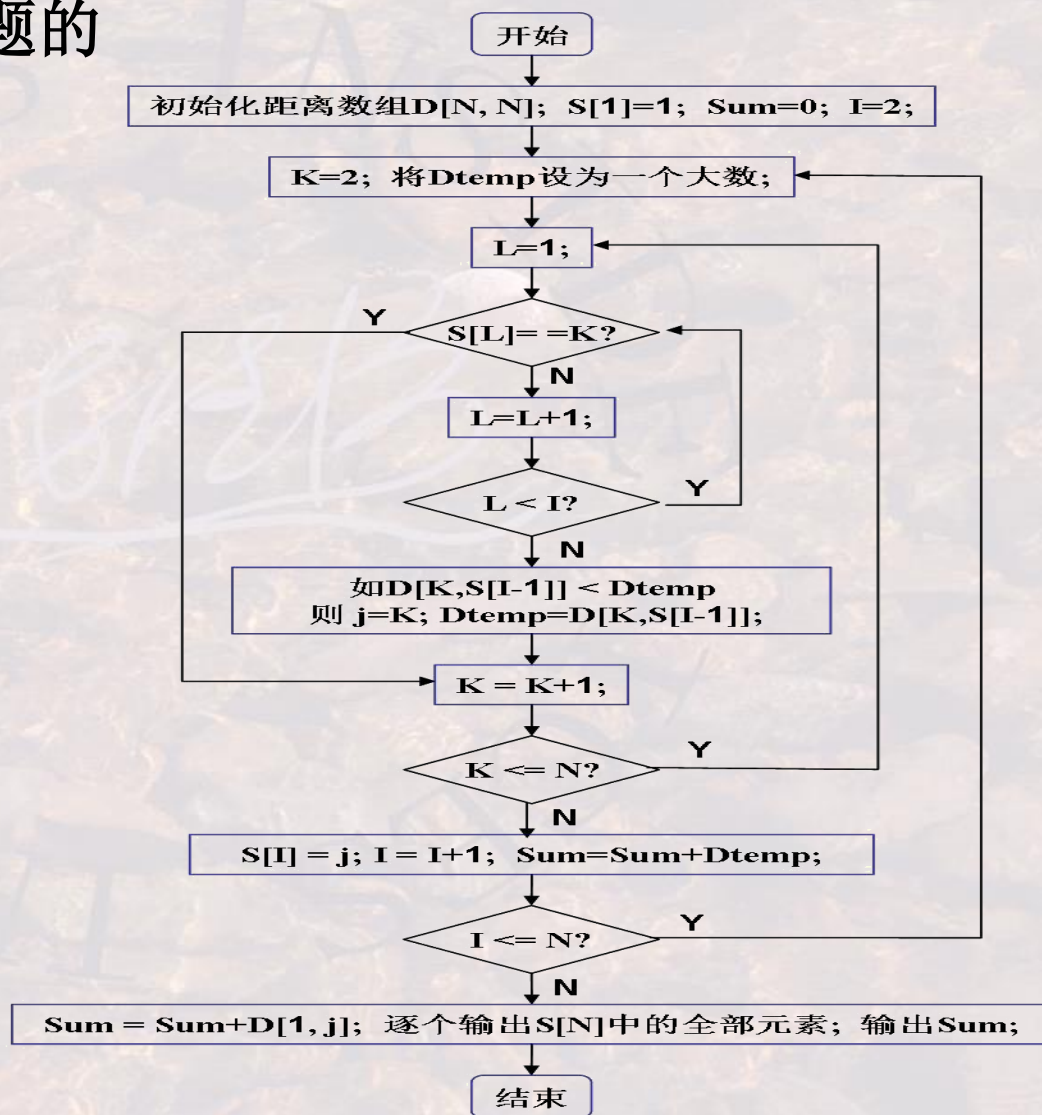 题的
开始
初始化距离数组D[N, N]; S[1]=1; Sum=0; I=2;
K=2; 将Dtemp设为一个大数;
L=1;
S[L]= =K?
Y
N
L=L+1;
L < I?
Y
N
如D[K,S[I-1]] < Dtemp
则 j=K; Dtemp=D[K,S[I-1]];
K = K+1;
K <= N?
Y
N
S[I] = j; I = I+1; Sum=Sum+Dtemp;
I <= N?
Y
N
Sum = Sum+D[1, j]; 逐个输出S[N]中的全部元素; 输出Sum;
结束